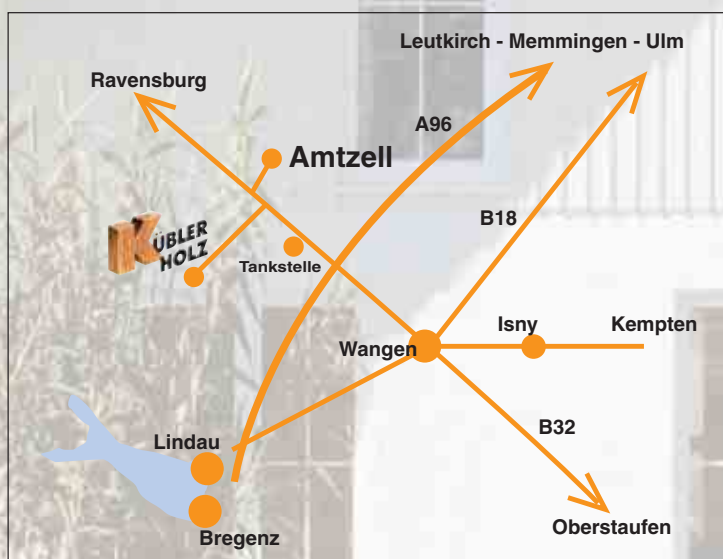 Leutkirch - Memmingen - Ulm
Ravensburg
A96
Amtzell
KÜBLER
HOLZ
B18
Tankstelle
Isny
Kempten
Wangen
B32
Lindau
Oberstaufen
Bregenz